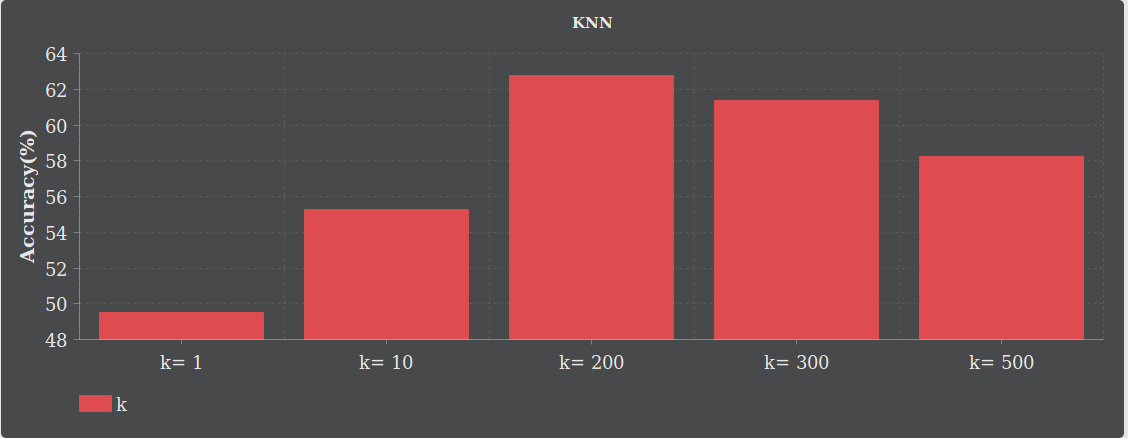 KNN
Accuracy(%)
64
62
60
58
56
54
52
50
48
k= 1
k= 10
k= 200
k= 300
k= 500
k